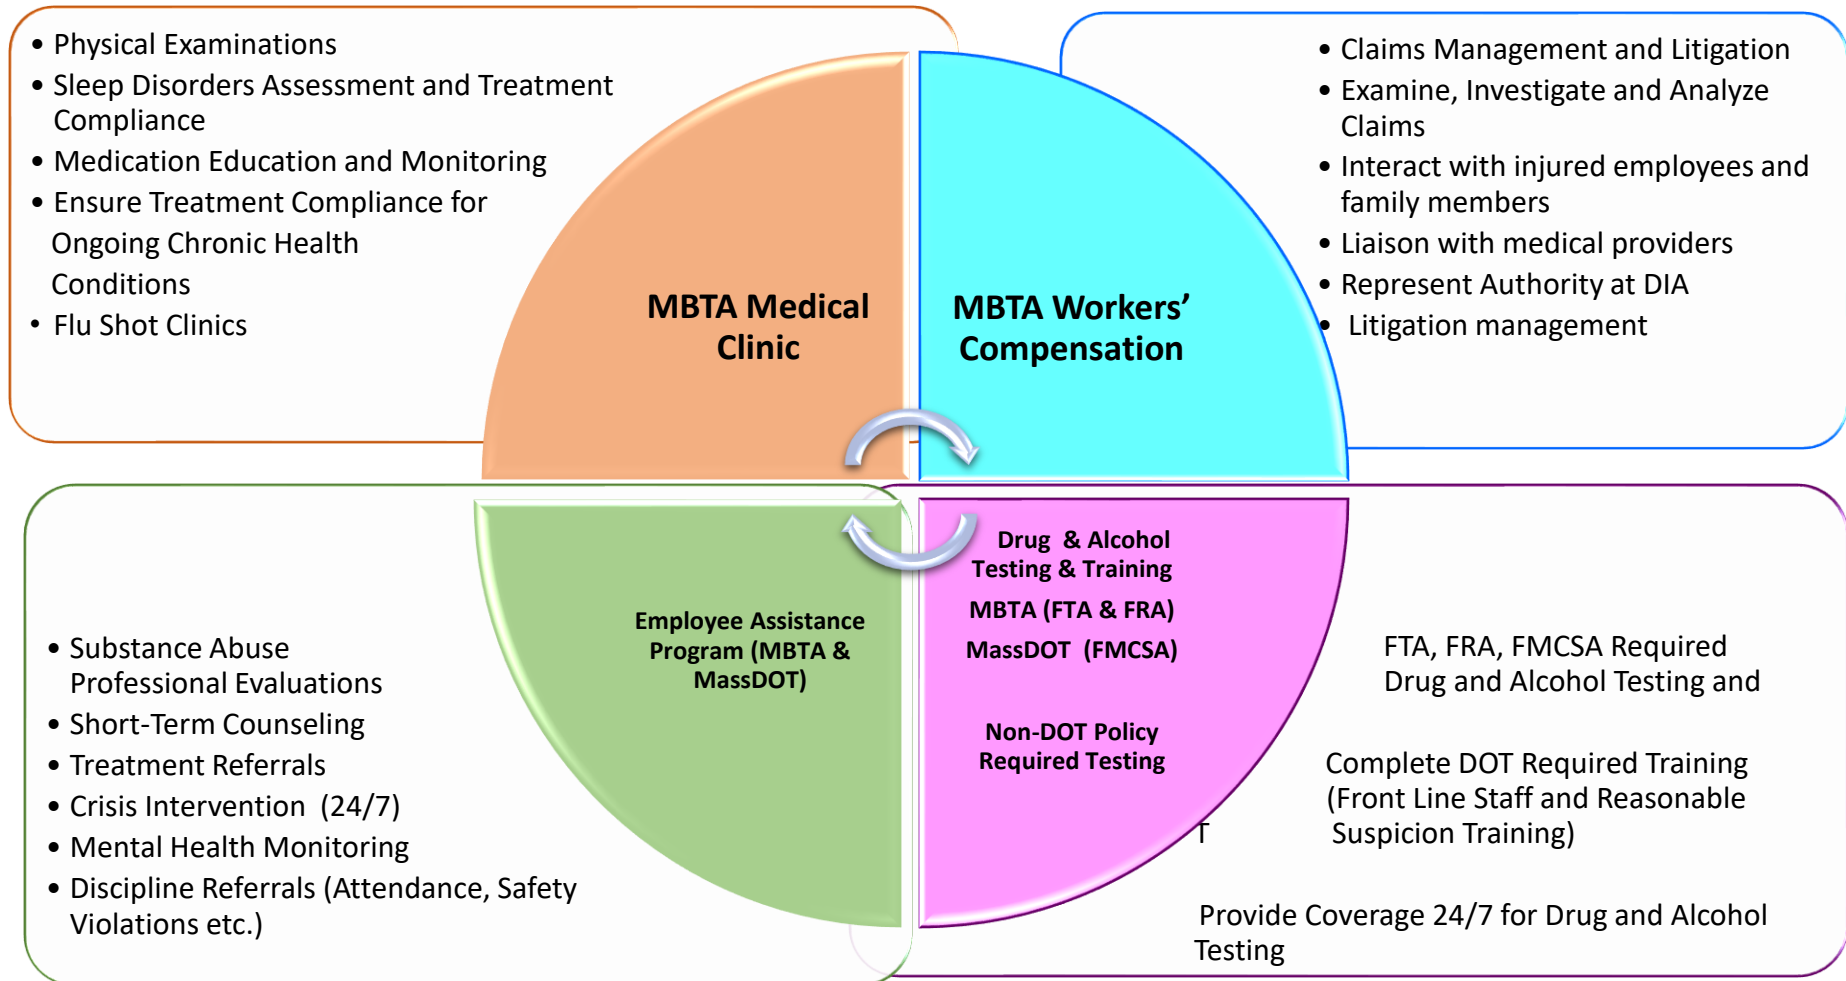 • Physical Examinations
• Sleep Disorders Assessment and Treatment
Compliance
• Medication Education and Monitoring
• Ensure Treatment Compliance for
Ongoing Chronic Health
Conditions
• Flu Shot Clinics
MBTA Medical
Clinic
• Claims Management and Litigation
• Examine, Investigate and Analyze
Claims
• Interact with injured employees and
family members
• Liaison with medical providers
• Represent Authority at DIA
• Litigation management
MBTA Workers’
Compensation
• Substance Abuse
Professional Evaluations
• Short-Term Counseling
• Treatment Referrals
• Crisis Intervention (24/7)
• Mental Health Monitoring
• Discipline Referrals (Attendance, Safety
Violations etc.)
Employee Assistance
Program (MBTA &
MassDOT)
Drug & Alcohol
Testing & Training
MBTA (FTA & FRA)
MassDOT (FMCSA)
Non-DOT Policy
Required Testing
FTA, FRA, FMCSA Required
Drug and Alcohol Testing and
Complete DOT Required Training
(Front Line Staff and Reasonable
T Suspicion Training)
Provide Coverage 24/7 for Drug and Alcohol
Testing